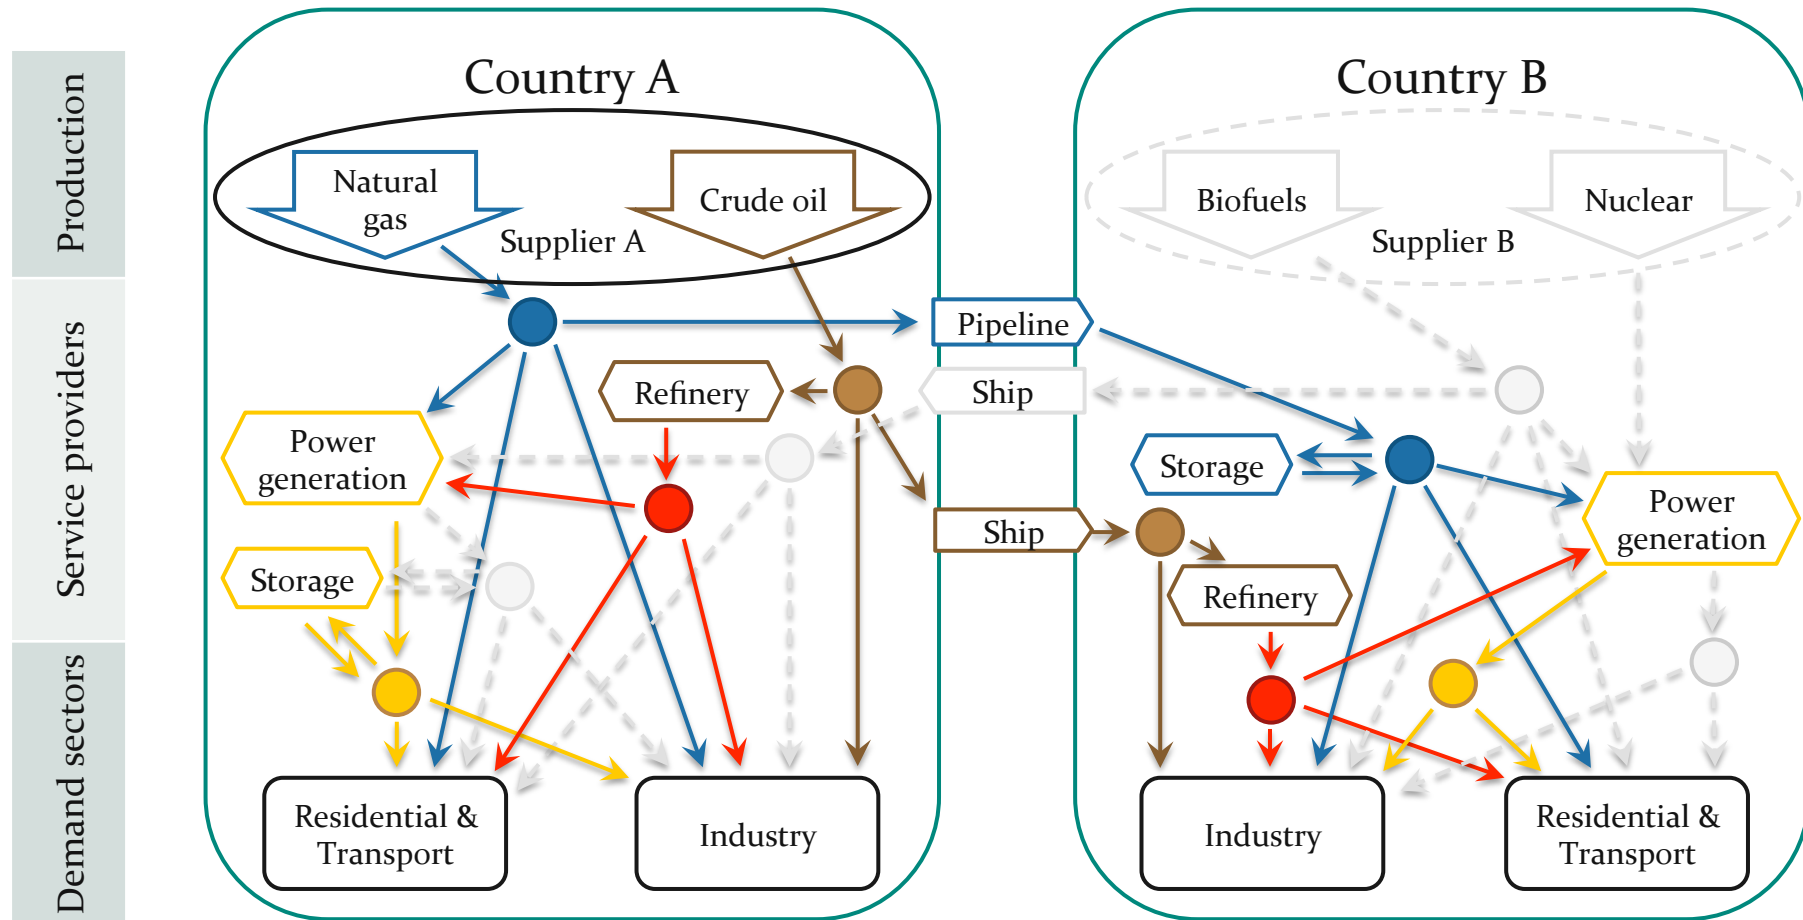 Production
Service providers
Demand sectors
Country A
Natural
gas
Crude oil
Supplier A
Refinery
Power
generation
Storage
Residential &
Transport
Industry
Pipeline
Ship
Ship
Country B
Biofuels
Nuclear
Supplier B
Storage
Power
generation
Refinery
Industry
Residential &
Transport